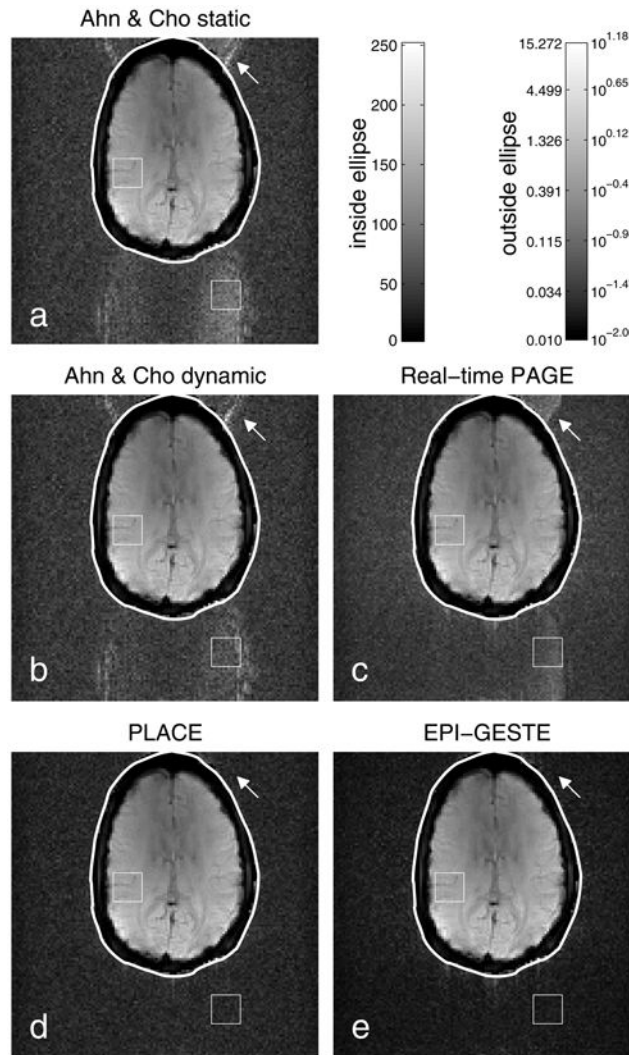 Ahn & Cho static
a
250
200
150
100
50
0
inside ellipse
15.272
4.499
1.326
0.391
0.115
0.034
0.010
outside ellipse
10^1.18
10^0.65
10^0.12
10^-0.4
10^-0.9
10^-1.4
10^-2.0
Ahn & Cho dynamic
b
Real-time PAGE
c
PLACE
d
EPI-GESTE
e